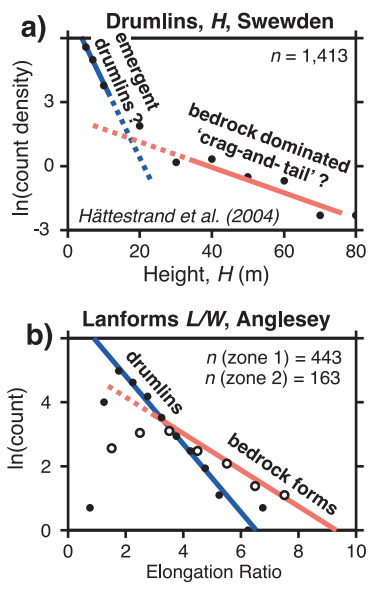 a) Drumlins, H, Swewden
n = 1,413
emergent
drumlins ?
bedrock dominated
'crag-and- tail' ?
Hättestrand et al. (2004)
ln(count density)
3
0
-3
0 20 40 60 80
Height, H (m)
b) Lanforms L/W, Anglesey
n (zone 1) = 443
n (zone 2) = 163
drumlins
bedrock forms
ln(count)
4
2
0
0 2 4 6 8 10
Elongation Ratio